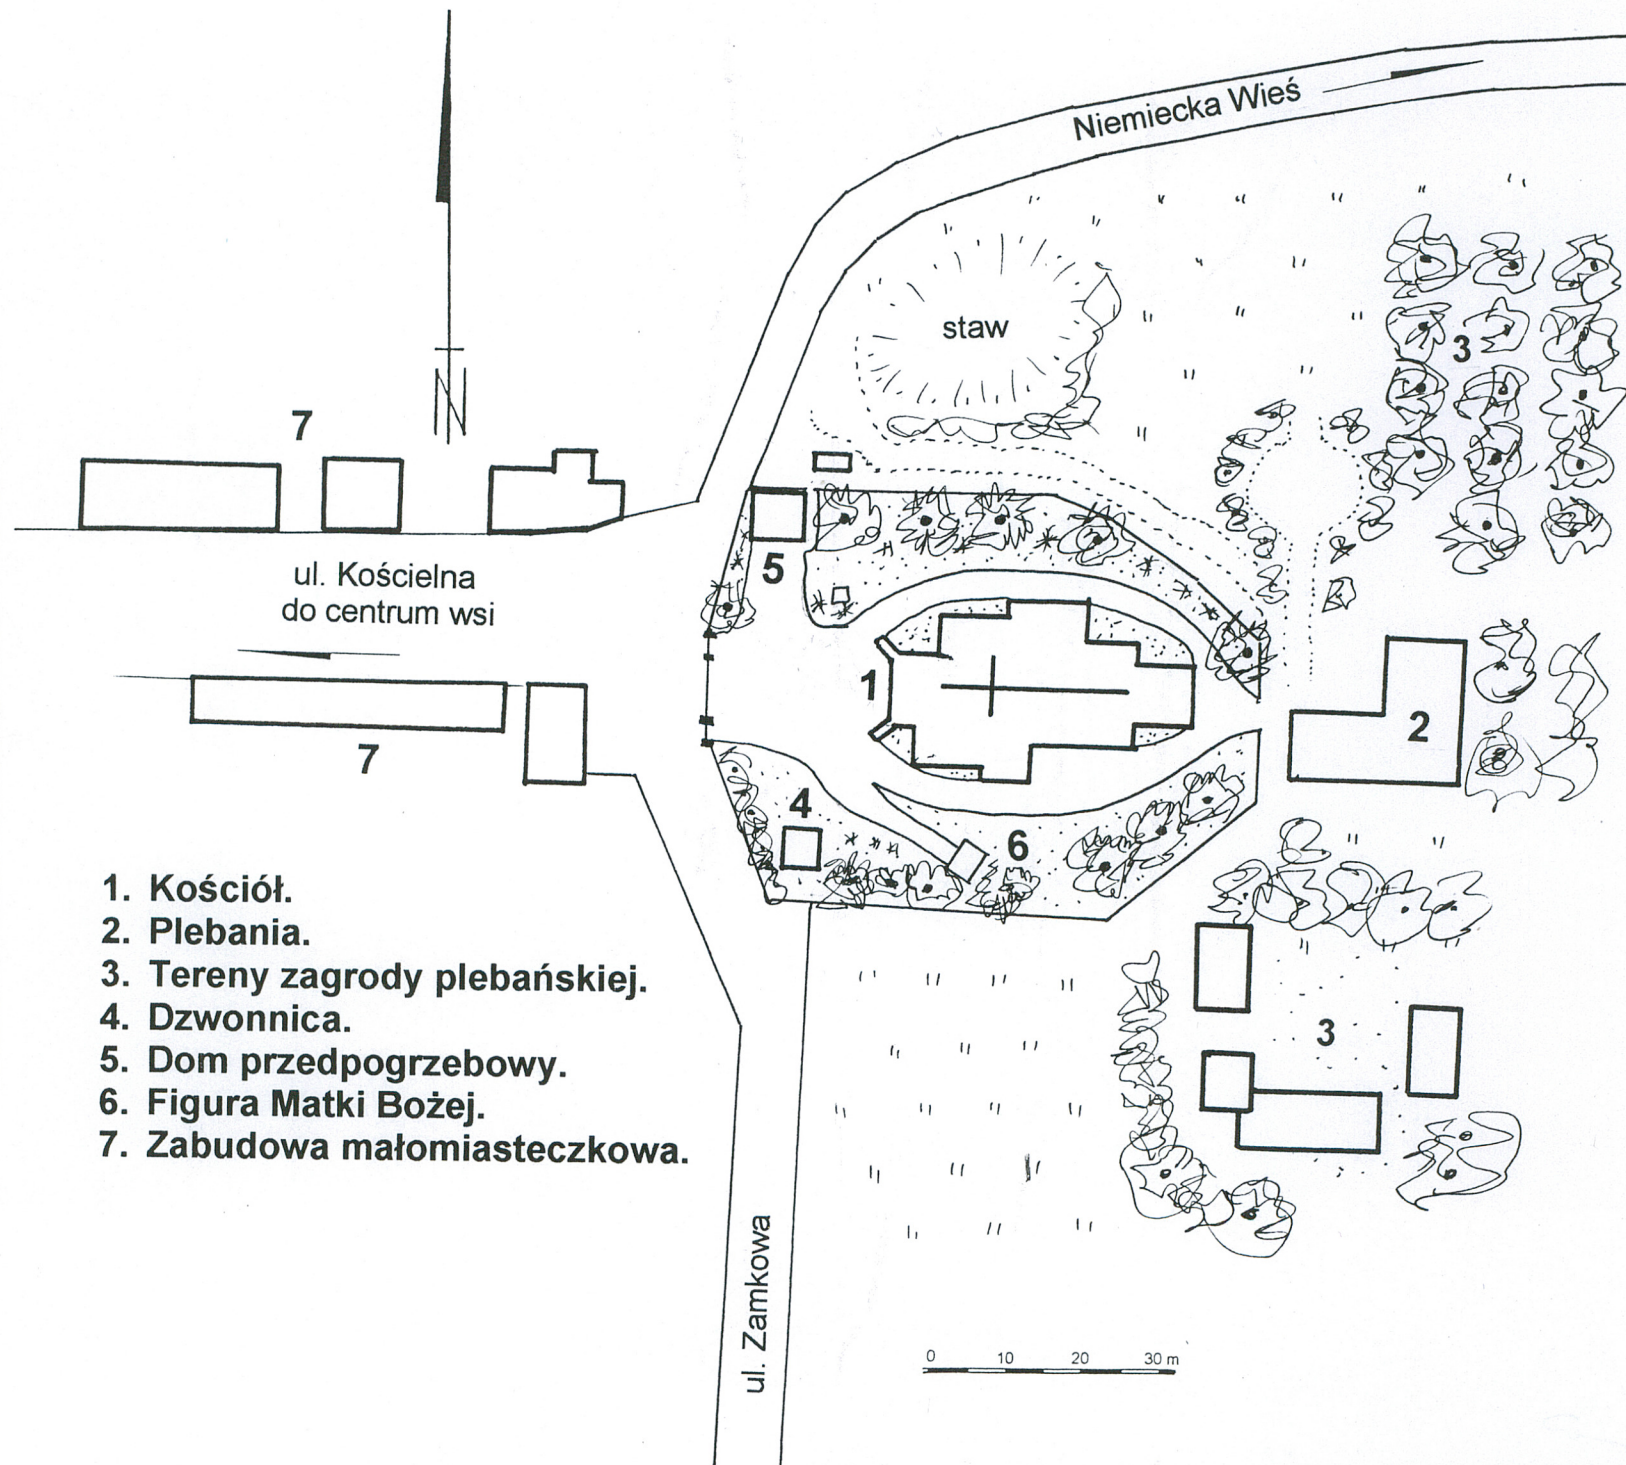 Niemiecka Wieś
N
staw
3
7
5
ul. Kościelna
do centrum wsi
1
2
7
4
6
1. Kościół.
2. Plebania.
3. Tereny zagrody plebańskiej.
4. Dzwonnica.
5. Dom przedpogrzebowy.
6. Figura Matki Bożej.
7. Zabudowa małomiasteczkowa.
3
ul. Zamkowa
0 10 20 30 m